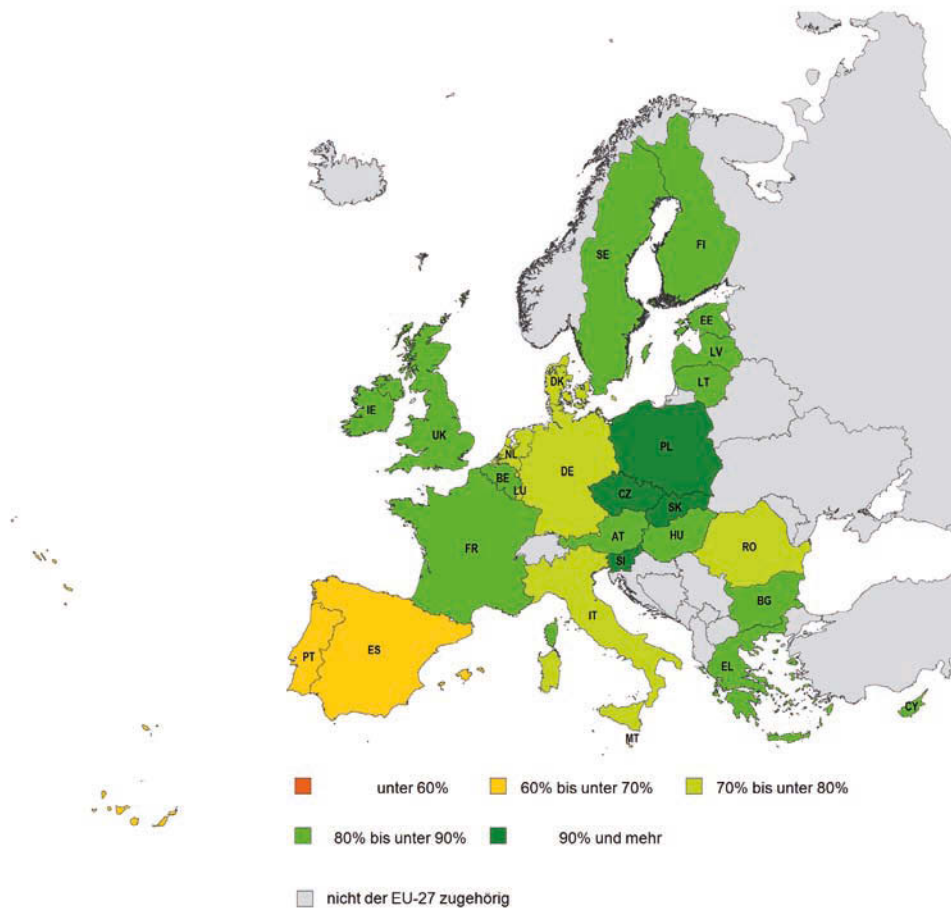 FI
SE
EE
LV
LT
DK
IE
UK
NL
PL
DE
BE
LU
CZ
SK
AT
HU
FR
RO
SI
BG
IT
ES
PT
EL
CY
MT
unter 60%
60% bis unter 70%
70% bis unter 80%
80% bis unter 90%
90% und mehr
nicht der EU-27 zugehörig